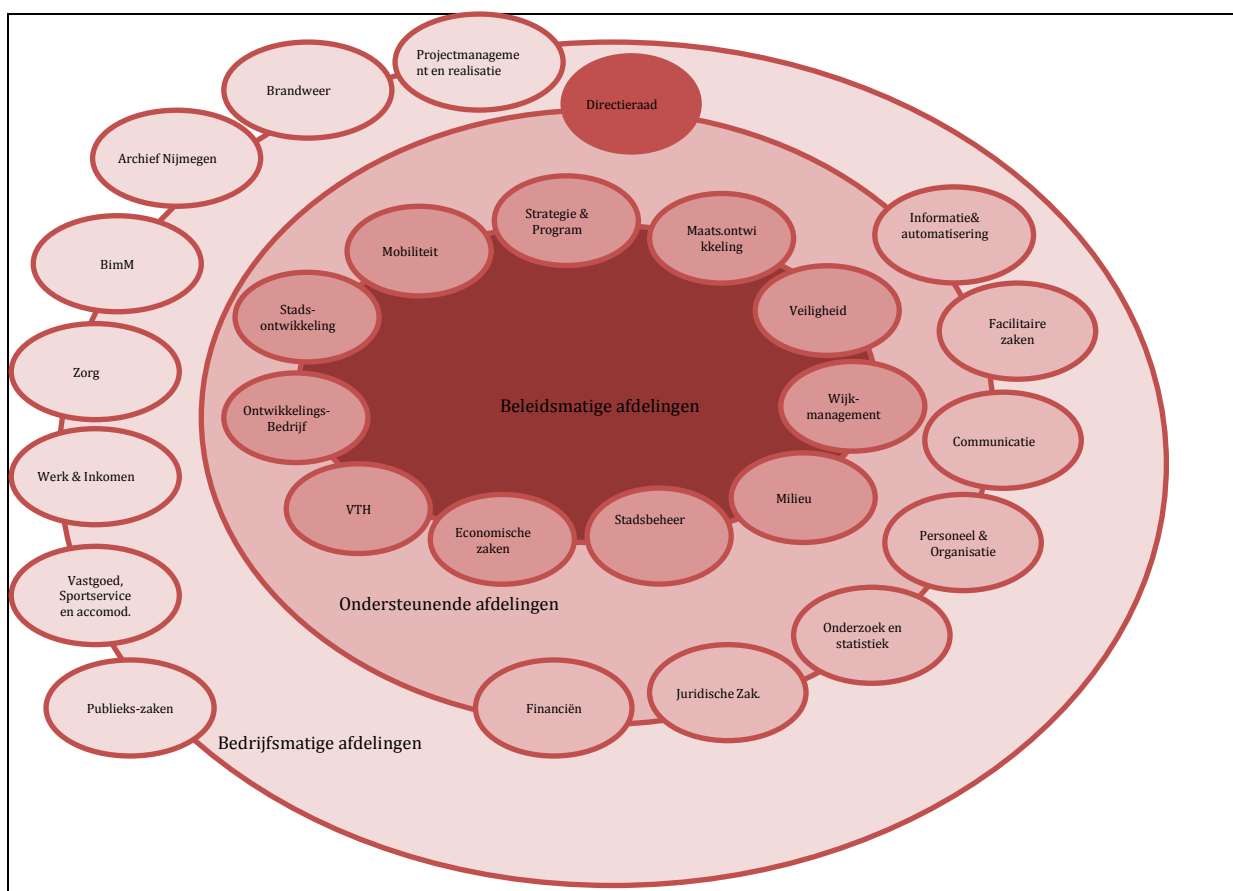 Projectmanageme
nt en realisatie
Brandweer
Directieraad
Archief Nijmegen
Strategie &
Program
Maats.ontwi
kkeling
Informatie&
automatisering
Mobiliteit
BimM
Stads-
ontwikkeling
Veiligheid
Facilitaire
zaken
Zorg
Ontwikkelings-
Bedrijf
Beleidsmatige afdelingen
Wijk-
management
Communicatie
Werk & Inkomen
VTH
Economische
zaken
Stadsbeheer
Milieu
Personeel &
Organisatie
Vastgoed,
Sportservice
en accomod.
Ondersteunende afdelingen
Onderzoek en
statistiek
Publieks-zaken
Financiën
Juridische Zak.
Bedrijfsmatige afdelingen